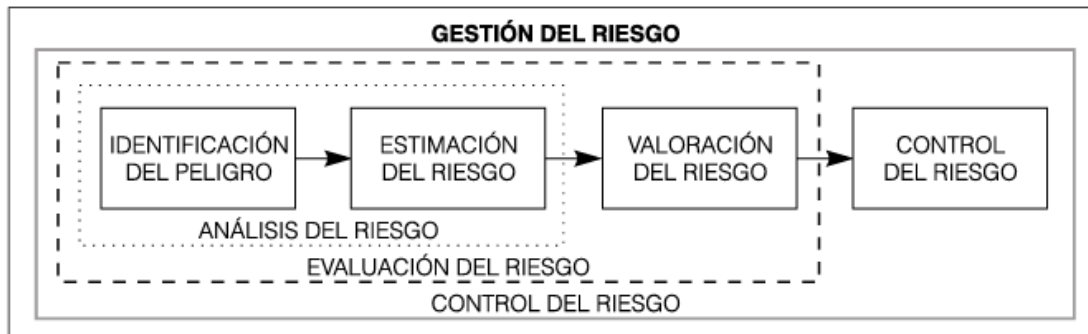 GESTIÓN DEL RIESGO
IDENTIFICACIÓN
DEL PELIGRO
ESTIMACIÓN
DEL RIESGO
VALORACIÓN
DEL RIESGO
CONTROL
DEL RIESGO
ANÁLISIS DEL RIESGO
EVALUACIÓN DEL RIESGO
CONTROL DEL RIESGO